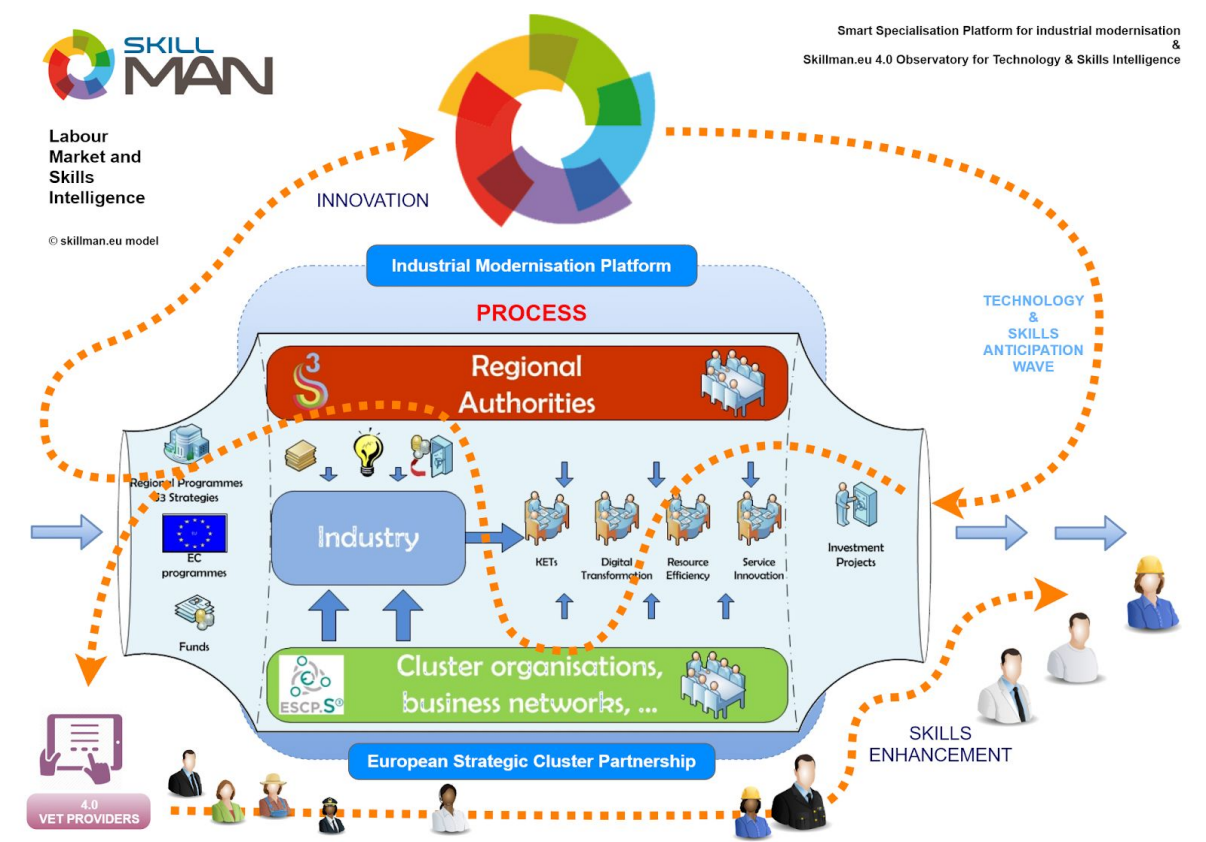 SKILL
MAN
Smart Specialisation Platform for industrial modernisation
&
Skillman.eu 4.0 Observatory for Technology & Skills Intelligence
Labour
Market and
Skills
Intelligence
© skillman.eu model
INNOVATION
Industrial Modernisation Platform
PROCESS
TECHNOLOGY
&
SKILLS
ANTICIPATION
WAVE
S3
Regional
Authorities
Regional Programmes
S3 Strategies
EC
programmes
Funds
Industry
KETs
Digital
Transformation
Resource
Efficiency
Service
Innovation
Investment
Projects
ESCP.S®
Cluster organisations,
business networks, ...
European Strategic Cluster Partnership
SKILLS
ENHANCEMENT
4.0
VET PROVIDERS